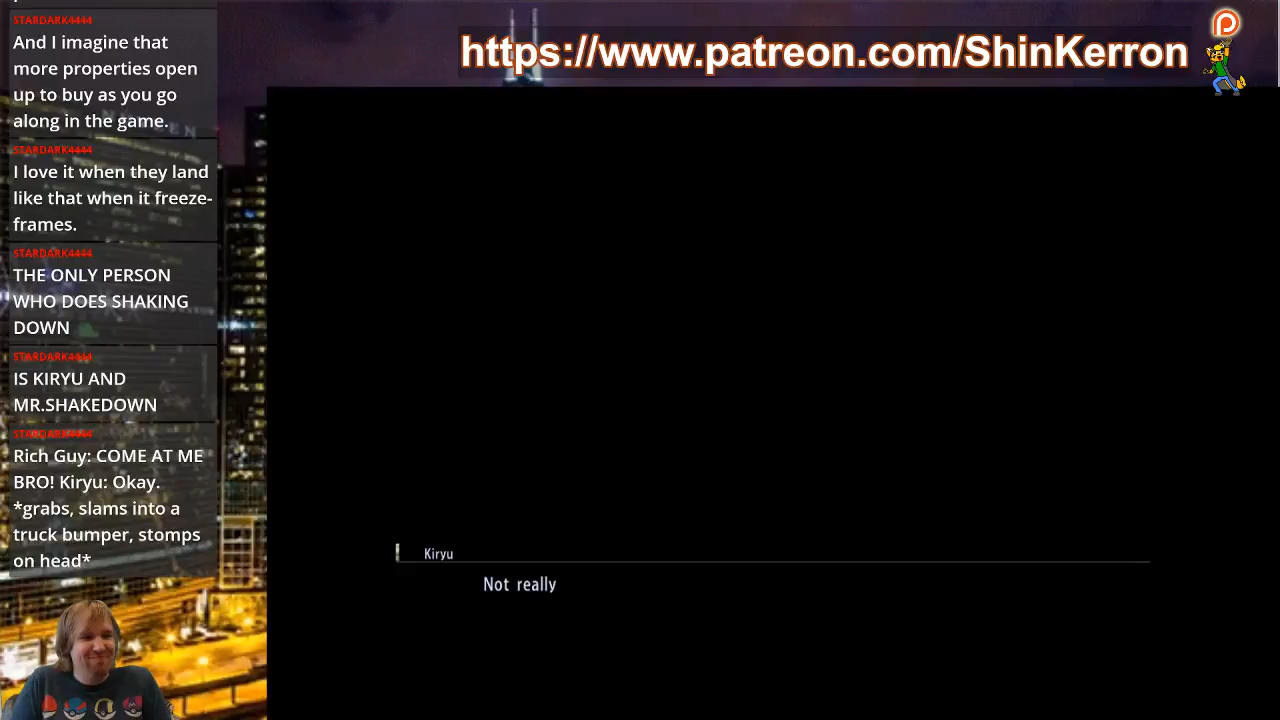 STARDARK4444
And I imagine that
more properties open
up to buy as you go
along in the game.
STARDARK4444
I love it when they land
like that when it freeze-
frames.
STARDARK4444
THE ONLY PERSON
WHO DOES SHAKING
DOWN
STARDARK4444
IS KIRYU AND
MR.SHAKEDOWN
STARDARK4444
Rich Guy: COME AT ME
BRO! Kiryu: Okay.
*grabs, slams into a
truck bumper, stomps
on head*
https://www.patreon.com/ShinKerron
Kiryu
Not really